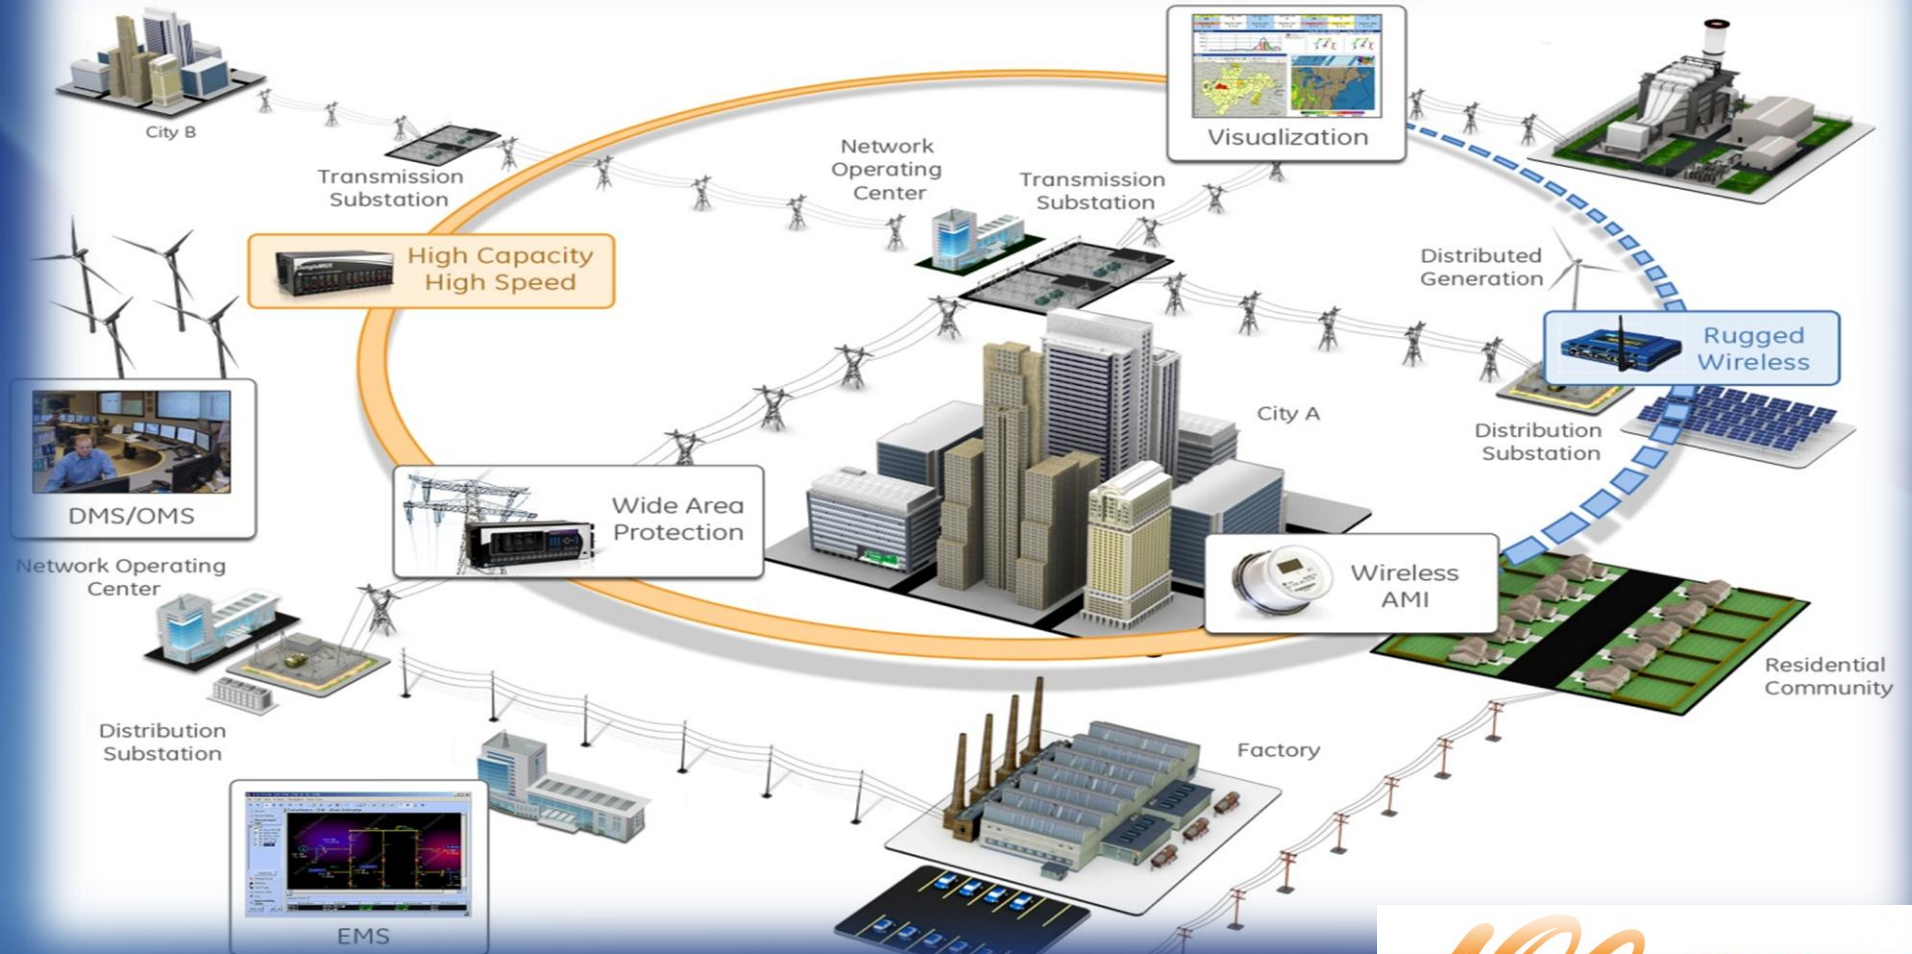 City B
Transmission
Substation
Network
Operating
Center
Transmission
Substation
Visualization
High Capacity
High Speed
Distributed
Generation
Rugged
Wireless
City A
Distribution
Substation
DMS/OMS
Wide Area
Protection
Network Operating
Center
Wireless
AMI
Residential
Community
Distribution
Substation
Factory
EMS